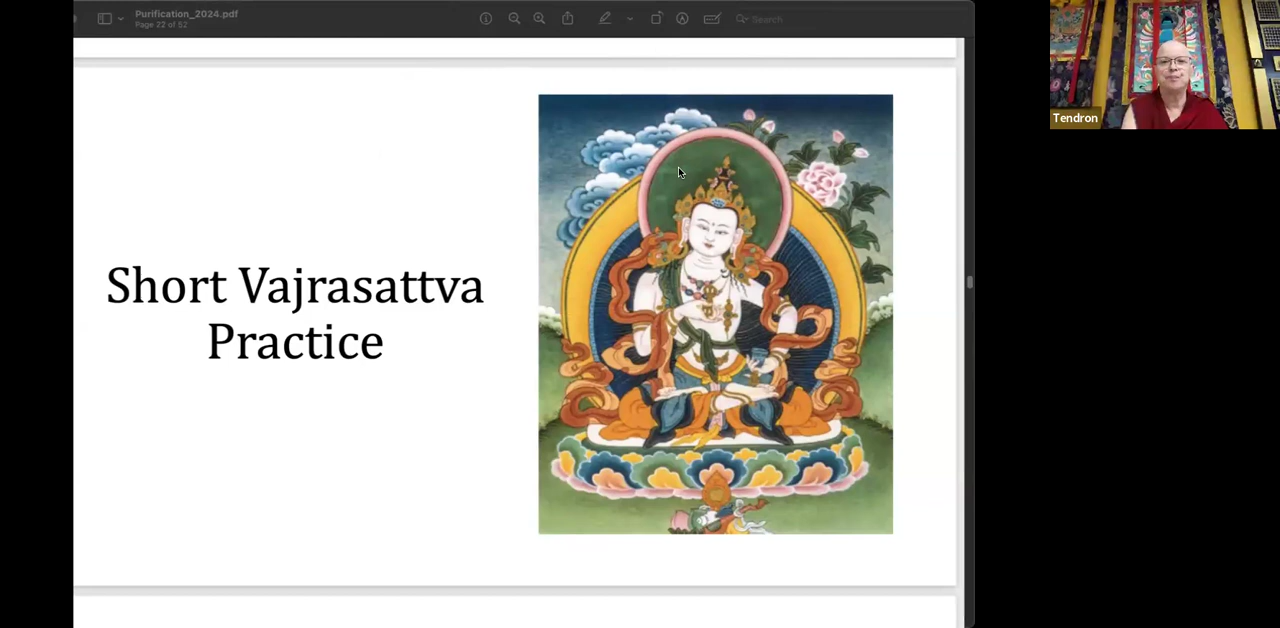 Purification_2024.pdf
Page 22 of 52
Search
Tendron
Short Vajrasattva
Practice